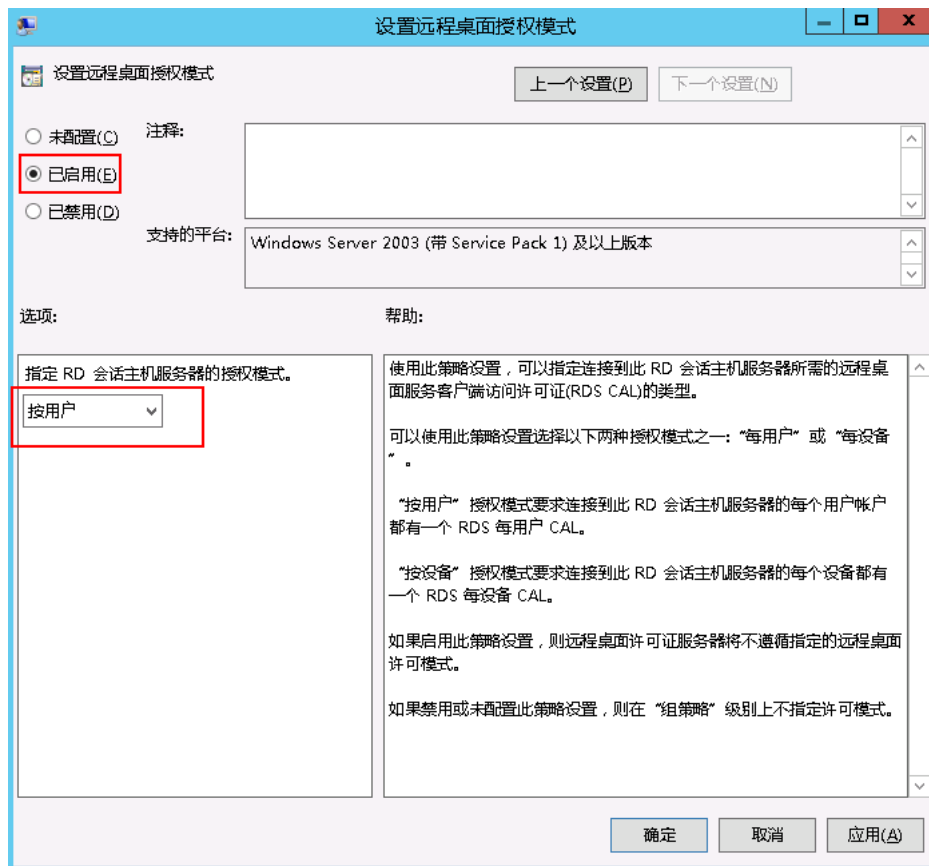 设置远程桌面授权模式
设置远程桌面授权模式
上一个设置(P)
下一个设置(N)
未配置(C)
注释:
已启用(E)
已禁用(D)
支持的平台:
Windows Server 2003 (带 Service Pack 1) 及以上版本
选项:
帮助:
指定 RD 会话主机服务器的授权模式。
按用户
使用此策略设置，可以指定连接到此 RD 会话主机服务器所需的远程桌
面服务客户端访问许可证(RDS CAL)的类型。
可以使用此策略设置选择以下两种授权模式之一: “每用户” 或 “每设备
” 。
“按用户” 授权模式要求连接到此 RD 会话主机服务器的每个用户帐户
都有一个 RDS 每用户 CAL。
“按设备” 授权模式要求连接到此 RD 会话主机服务器的每个设备都有
一个 RDS 每设备 CAL。
如果启用此策略设置，则远程桌面许可证服务器将不遵循指定的远程桌面
许可模式。
如果禁用或未配置此策略设置，则在 “组策略” 级别上不指定许可模式。
确定
取消
应用(A)